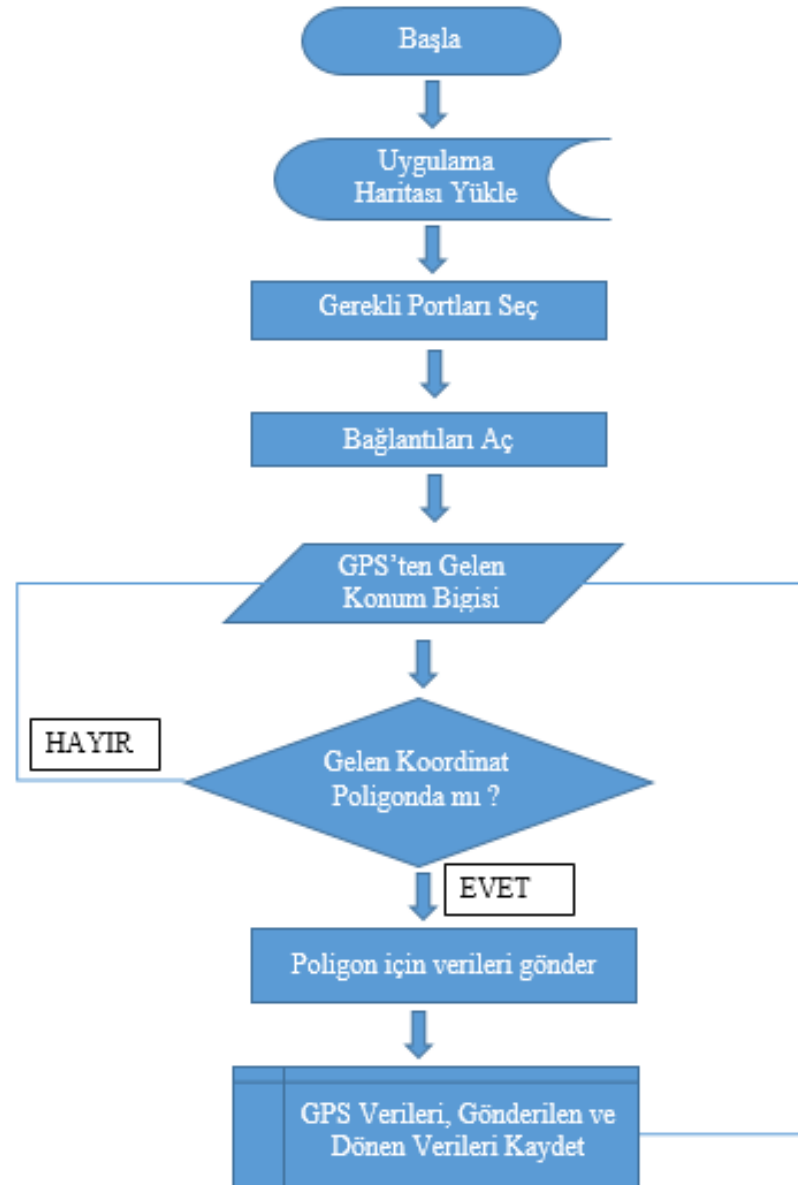 Başla
Uygulama
Haritası Yükle
Gerekli Portları Seç
Bağlantıları Aç
GPS’ten Gelen
Konum Bigisi
HAYIR
Gelen Koordinat
Poligonda mı ?
EVET
Poligon için verileri gönder
GPS Verileri, Gönderilen ve
Dönen Verileri Kaydet